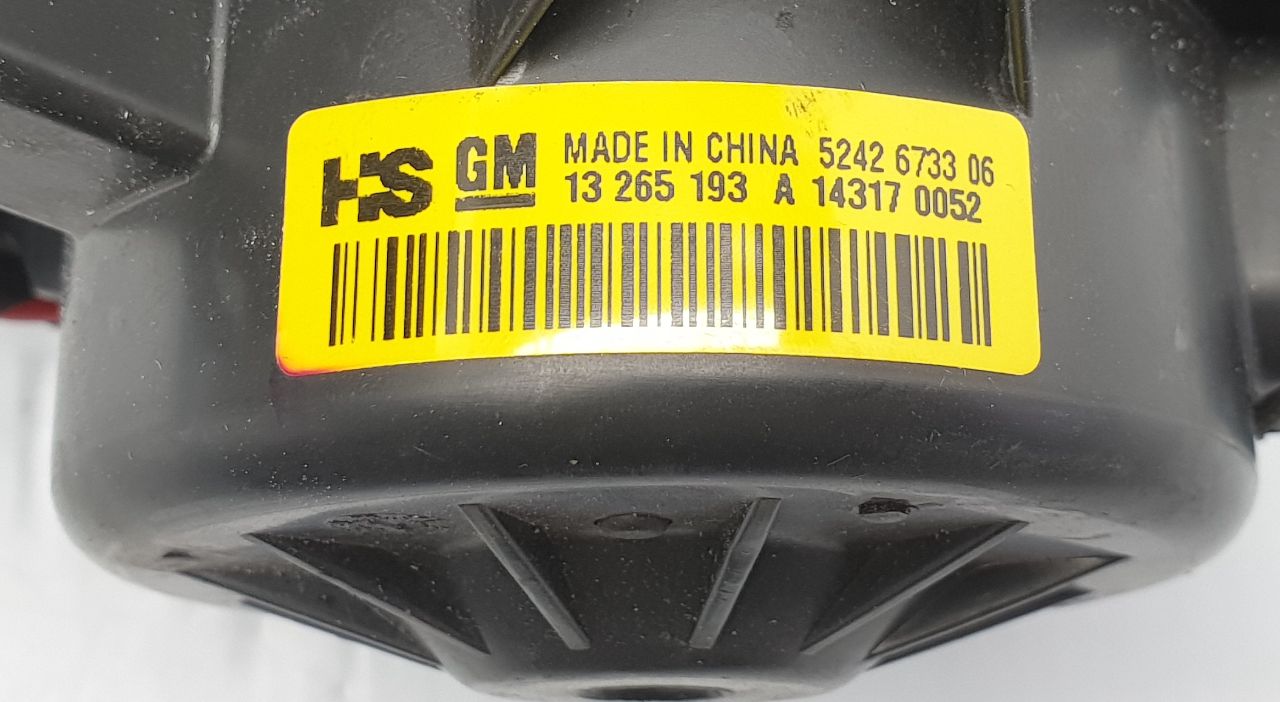 HS GM MADE IN CHINA 5242 6733 06
13 265 193 A 14317 0052